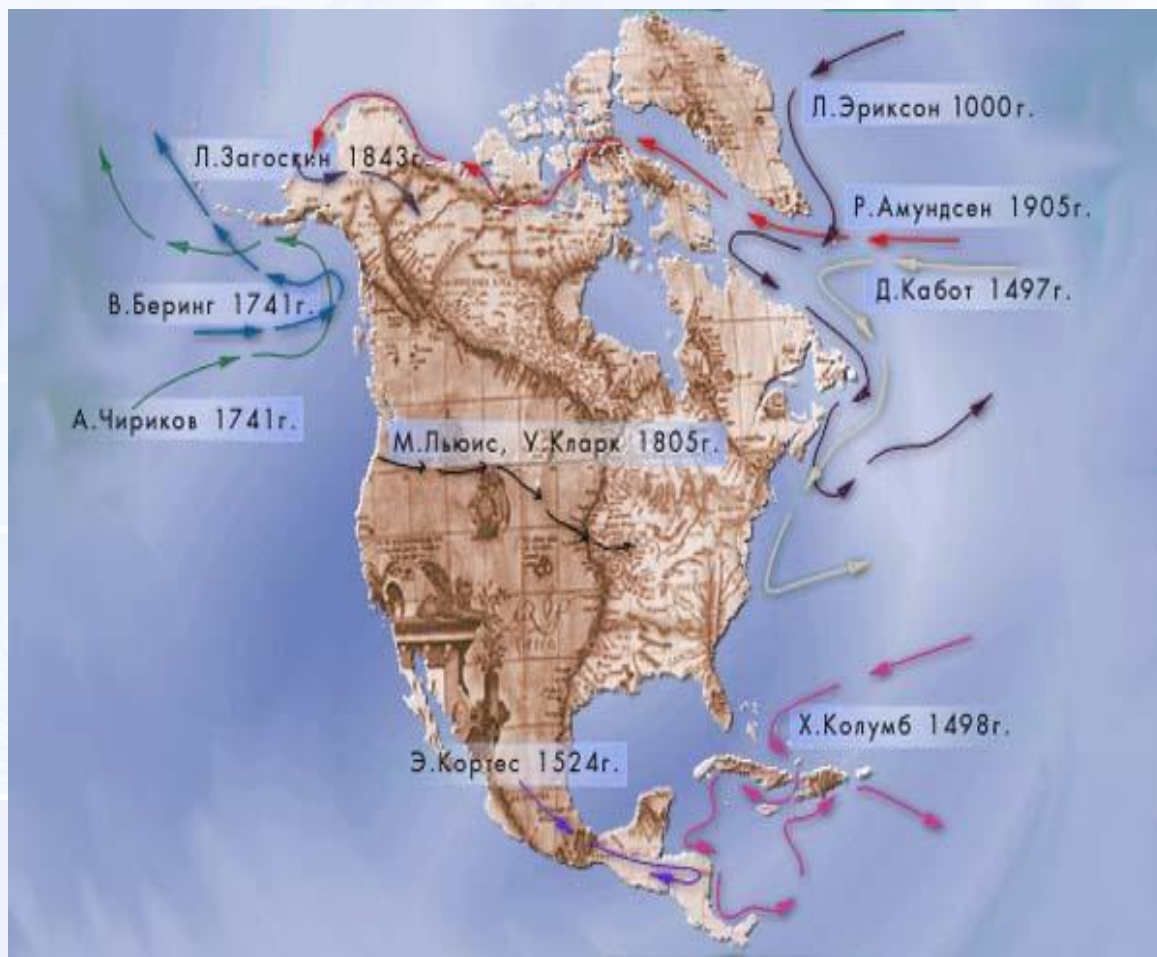 Л.Эриксон 1000г.
Л.Загоскин 1843г.
Р.Амундсен 1905г.
Д.Кабот 1497г.
В.Беринг 1741г.
А.Чириков 1741г.
М.Льюис, У.Кларк 1805г.
Х.Колумб 1498г.
Э.Кортес 1524г.